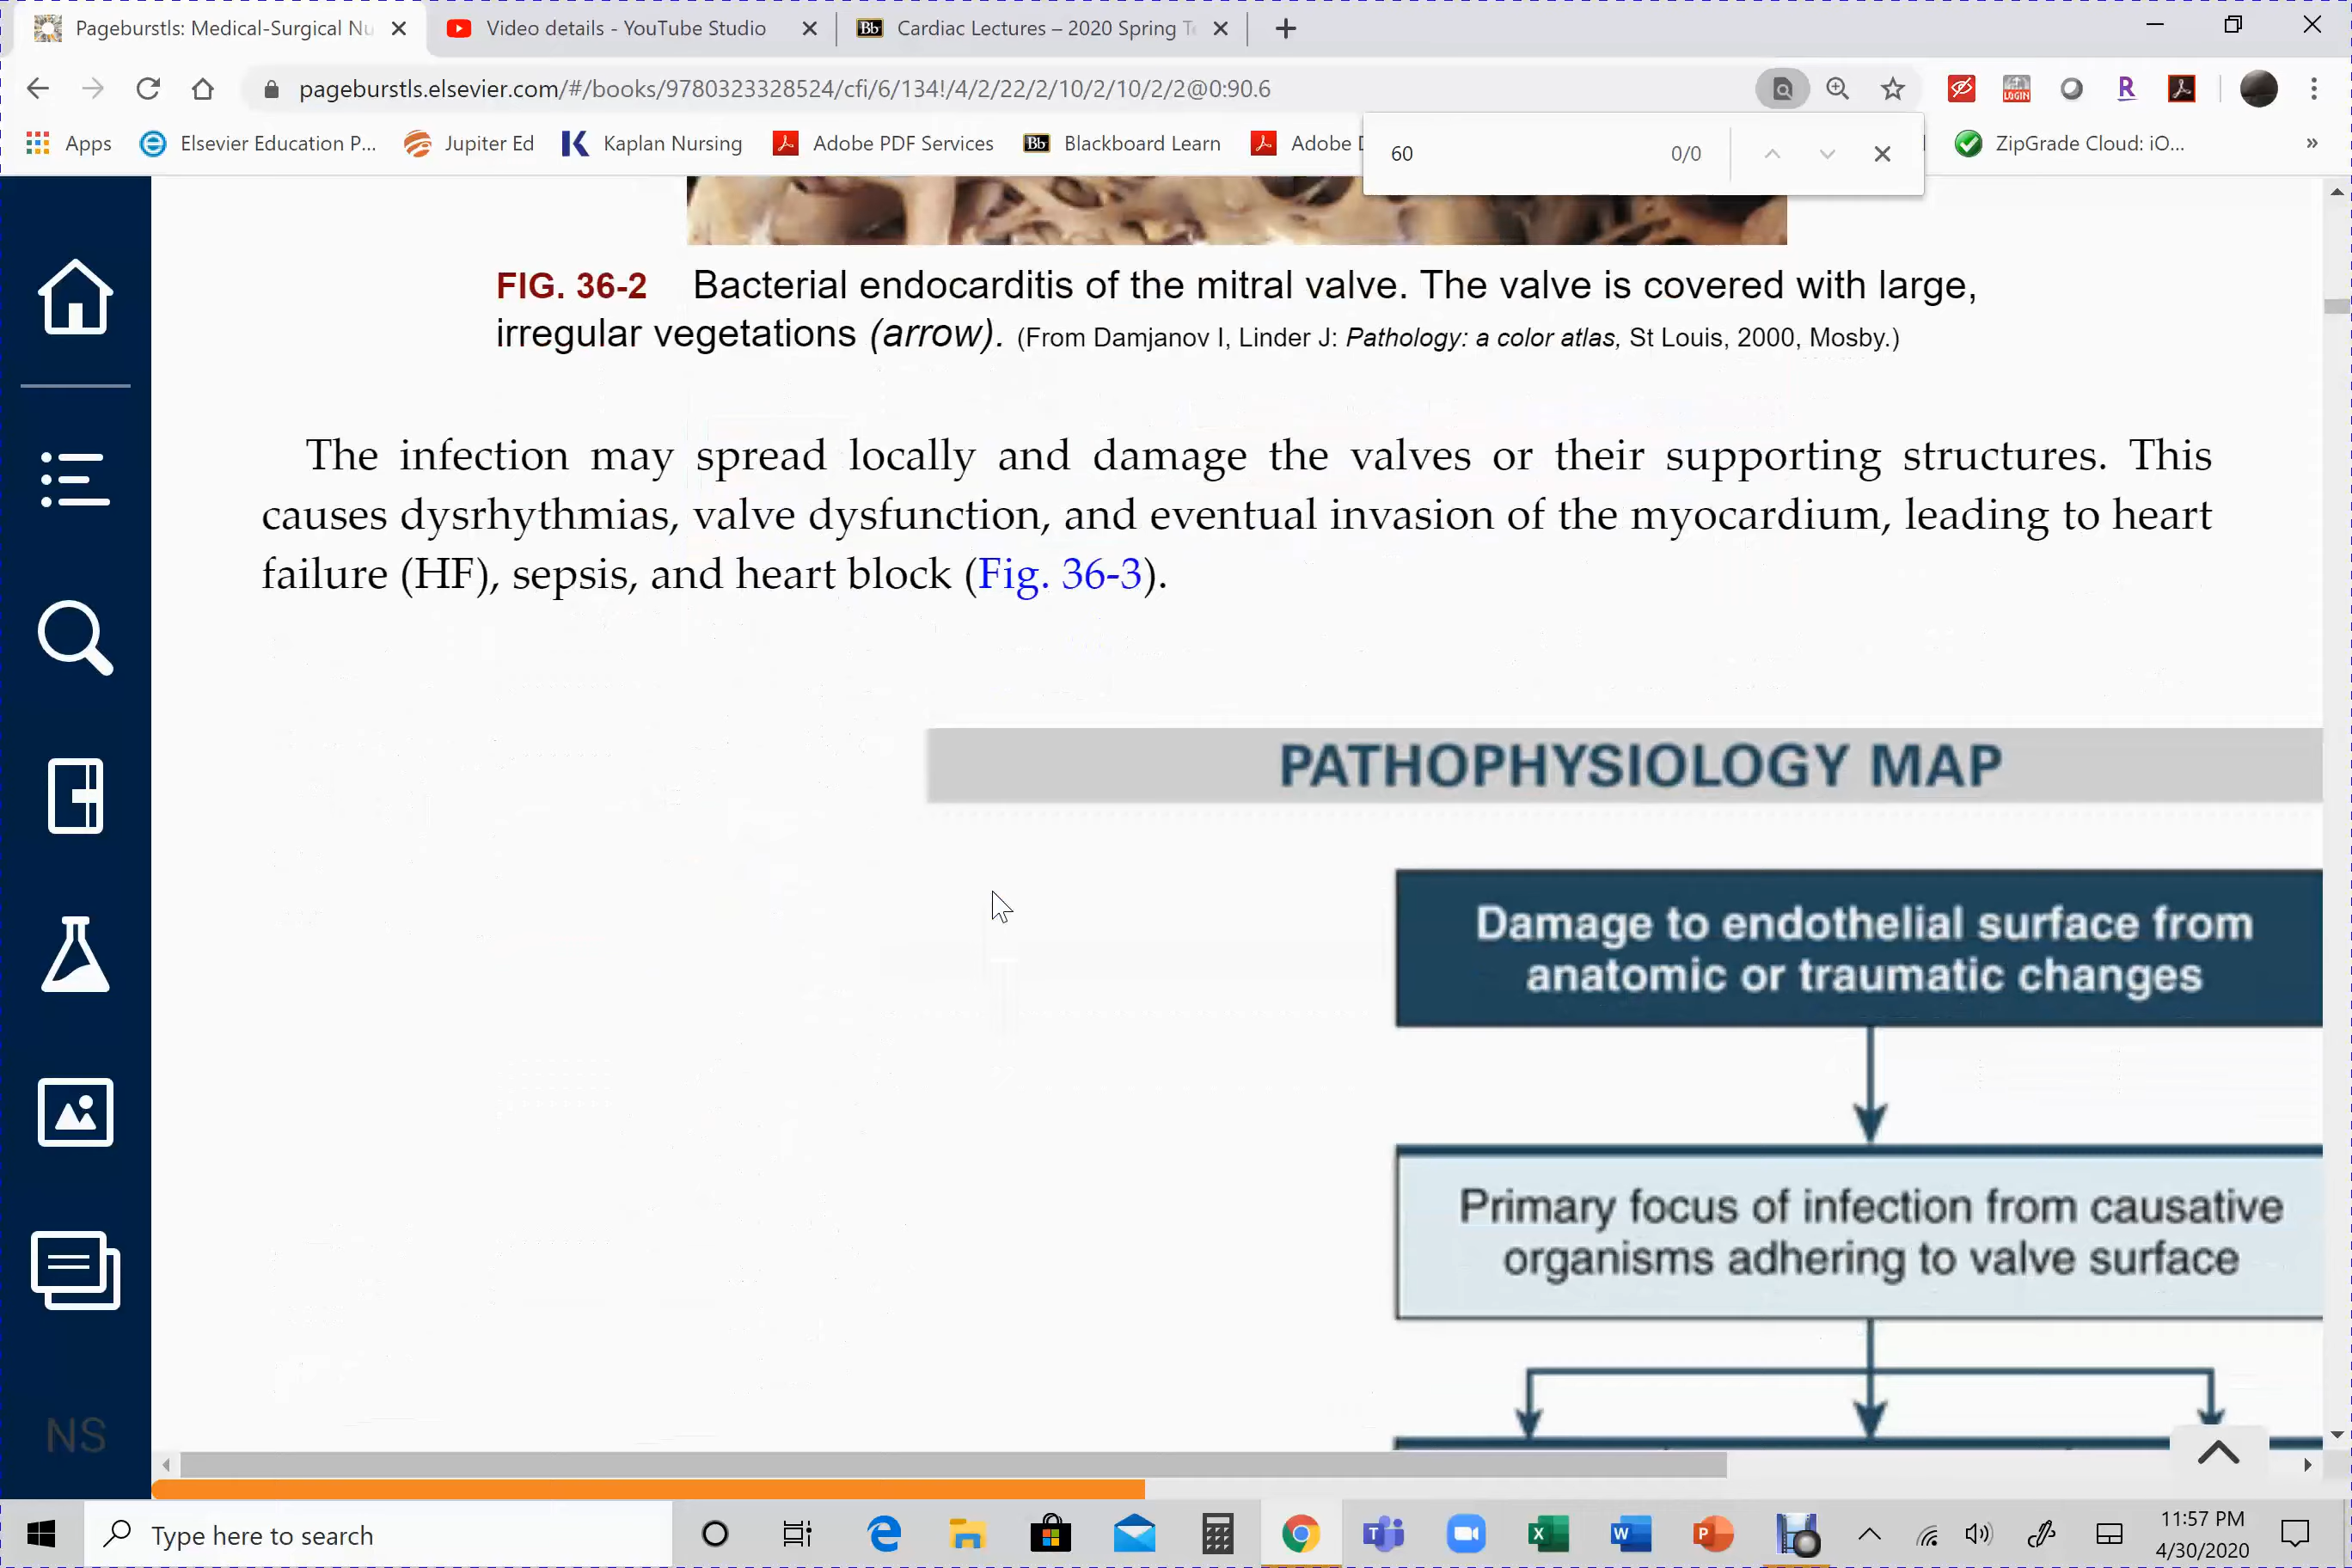 Pageburstls: Medical-Surgical Nu
Video details - YouTube Studio
Bb Cardiac Lectures – 2020 Spring Te
pageburstls.elsevier.com/#/books/9780323328524/cfi/6/134!/4/2/22/2/10/2/10/2/2@0:90.6
LOGIN
R
Apps
Elsevier Education P...
Jupiter Ed
Kaplan Nursing
Adobe PDF Services
Bb Blackboard Learn
Adobe D
60 0/0
ZipGrade Cloud: iO...
FIG. 36-2 Bacterial endocarditis of the mitral valve. The valve is covered with large,
irregular vegetations (arrow). (From Damjanov I, Linder J: Pathology: a color atlas, St Louis, 2000, Mosby.)
The infection may spread locally and damage the valves or their supporting structures. This
causes dysrhythmias, valve dysfunction, and eventual invasion of the myocardium, leading to heart
failure (HF), sepsis, and heart block (Fig. 36-3).
PATHOPHYSIOLOGY MAP
Damage to endothelial surface from
anatomic or traumatic changes
Primary focus of infection from causative
organisms adhering to valve surface
NS
Type here to search
11:57 PM
4/30/2020